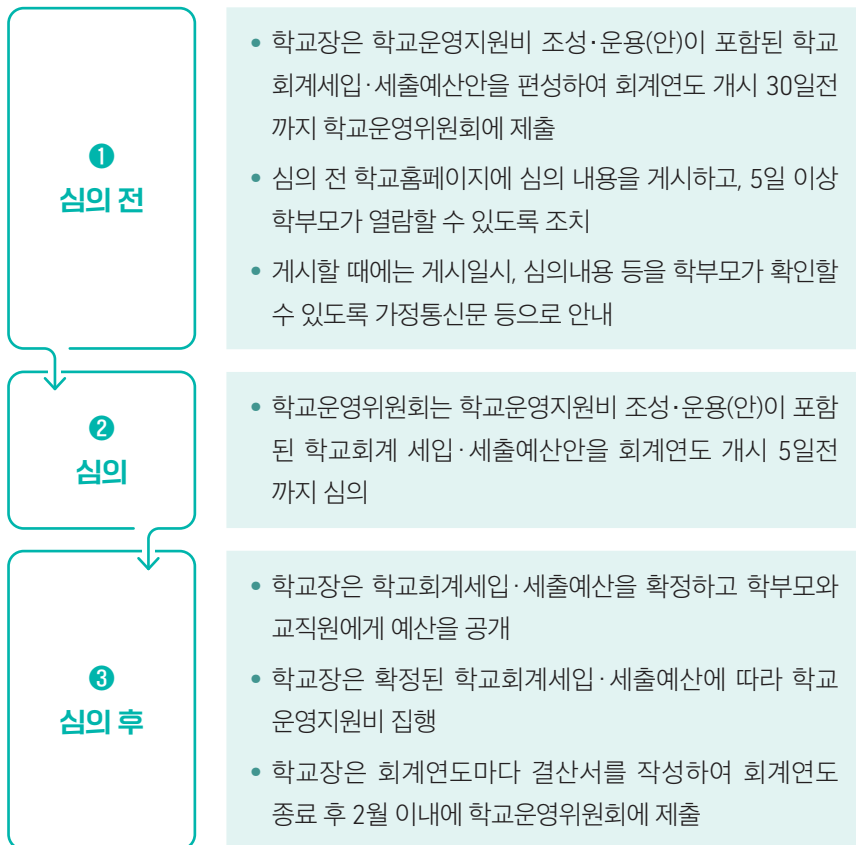 ❶
심의 전
• 학교장은 학교운영지원비 조성·운용(안)이 포함된 학교
회계세입·세출예산안을 편성하여 회계연도 개시 30일전
까지 학교운영위원회에 제출
• 심의 전 학교홈페이지에 심의 내용을 게시하고, 5일 이상
학부모가 열람할 수 있도록 조치
• 게시할 때에는 게시일시, 심의내용 등을 학부모가 확인할
수 있도록 가정통신문 등으로 안내
❷
심의
• 학교운영위원회는 학교운영지원비 조성·운용(안)이 포함
된 학교회계 세입·세출예산안을 회계연도 개시 5일전
까지 심의
❸
심의 후
• 학교장은 학교회계세입·세출예산을 확정하고 학부모와
교직원에게 예산을 공개
• 학교장은 확정된 학교회계세입·세출예산에 따라 학교
운영지원비 집행
• 학교장은 회계연도마다 결산서를 작성하여 회계연도
종료 후 2월 이내에 학교운영위원회에 제출